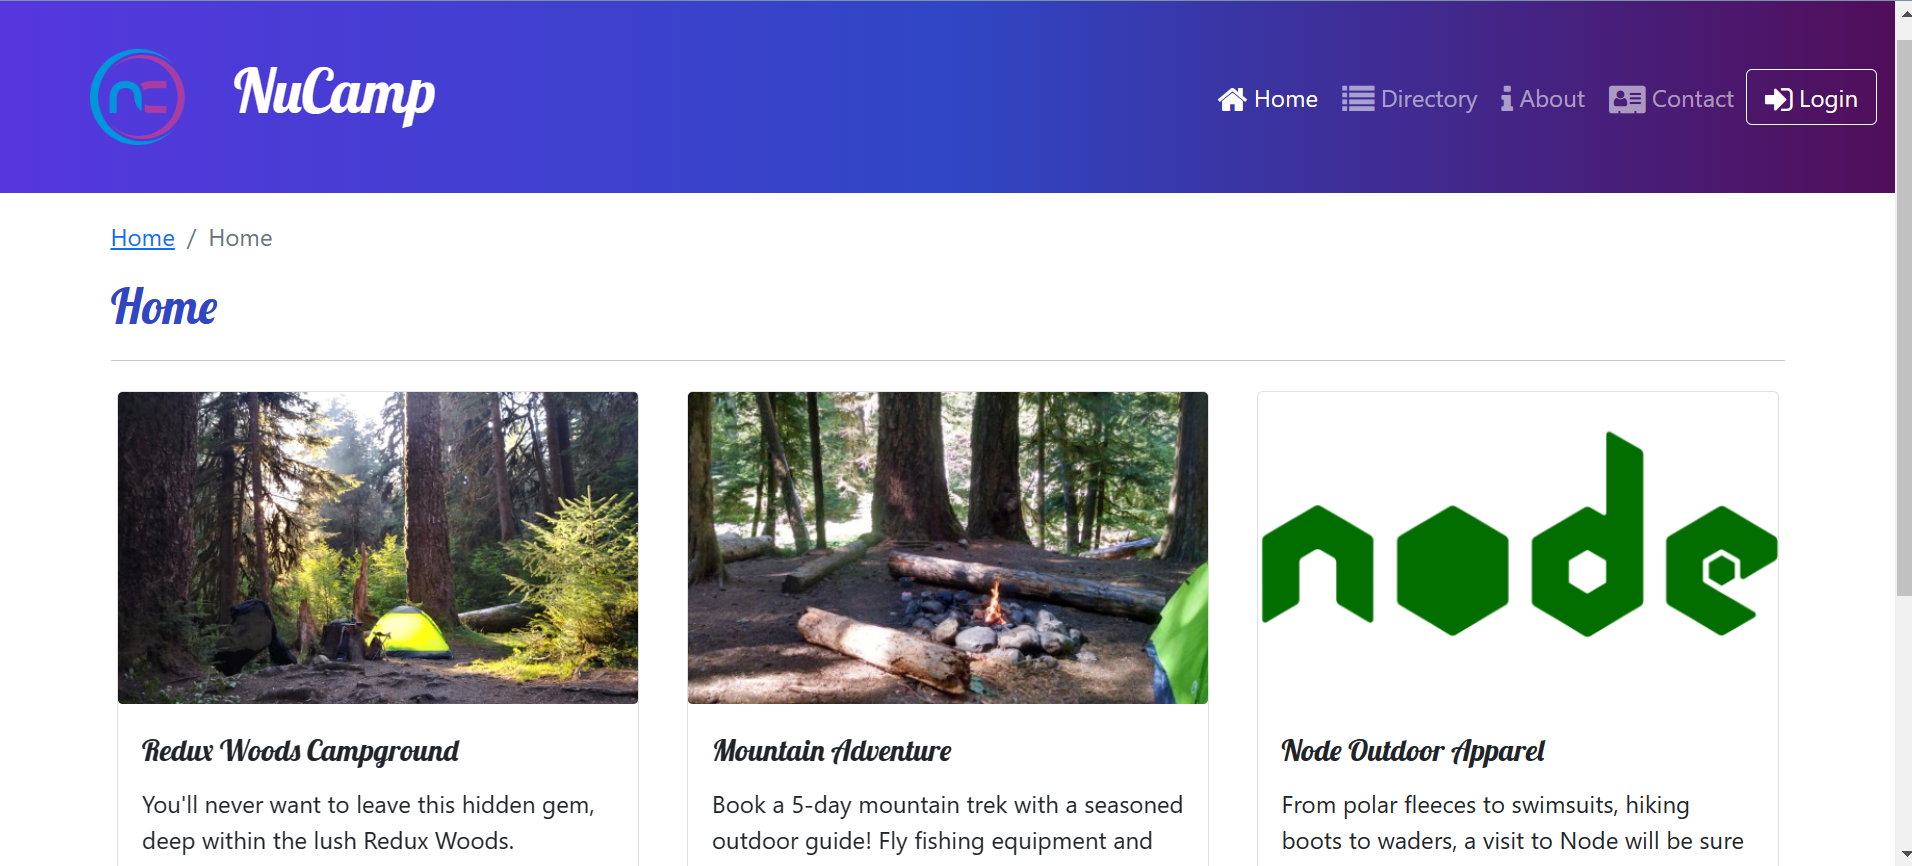 NC
NuCamp
Home
Directory
About
Contact
Login
Home / Home
Home
node
Redux Woods Campground
You'll never want to leave this hidden gem,
deep within the lush Redux Woods.
Mountain Adventure
Book a 5-day mountain trek with a seasoned
outdoor guide! Fly fishing equipment and
Node Outdoor Apparel
From polar fleeces to swimsuits, hiking
boots to waders, a visit to Node will be sure